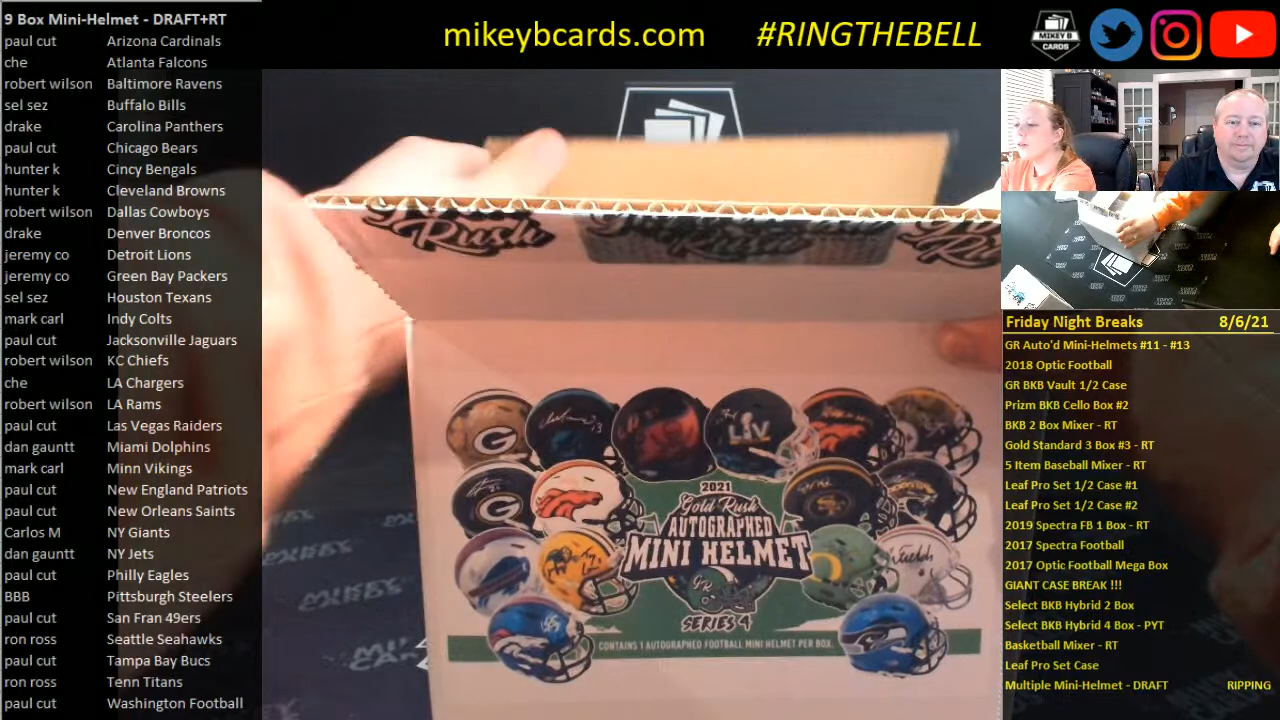 9 Box Mini-Helmet - DRAFT+RT
paul cut Arizona Cardinals
che Atlanta Falcons
robert wilson Baltimore Ravens
sel sez Buffalo Bills
drake Carolina Panthers
paul cut Chicago Bears
hunter k Cincy Bengals
hunter k Cleveland Browns
robert wilson Dallas Cowboys
drake Denver Broncos
jeremy co Detroit Lions
jeremy co Green Bay Packers
sel sez Houston Texans
mark carl Indy Colts
paul cut Jacksonville Jaguars
robert wilson KC Chiefs
che LA Chargers
robert wilson LA Rams
paul cut Las Vegas Raiders
dan gauntt Miami Dolphins
mark carl Minn Vikings
paul cut New England Patriots
paul cut New Orleans Saints
Carlos M NY Giants
dan gauntt NY Jets
paul cut Philly Eagles
BBB Pittsburgh Steelers
paul cut San Fran 49ers
ron ross Seattle Seahawks
paul cut Tampa Bay Bucs
ron ross Tenn Titans
paul cut Washington Football
mikeybcards.com #RINGTHEBELL
MIKEY B
CARDS
Rush
G
LIV
G
2021
Gold Rush
AUTOGRAPHED
MINI HELMET
GR
SERIES 4
CONTAINS 1 AUTOGRAPHED FOOTBALL MINI HELMET PER BOX.
Friday Night Breaks 8/6/21
GR Auto'd Mini-Helmets #11 - #13
2018 Optic Football
GR BKB Vault 1/2 Case
Prizm BKB Cello Box #2
BKB 2 Box Mixer - RT
Gold Standard 3 Box #3 - RT
5 Item Baseball Mixer - RT
Leaf Pro Set 1/2 Case #1
Leaf Pro Set 1/2 Case #2
2019 Spectra FB 1 Box - RT
2017 Spectra Football
2017 Optic Football Mega Box
GIANT CASE BREAK !!!
Select BKB Hybrid 2 Box
Select BKB Hybrid 4 Box - PYT
Basketball Mixer - RT
Leaf Pro Set Case
Multiple Mini-Helmet - DRAFT RIPPING